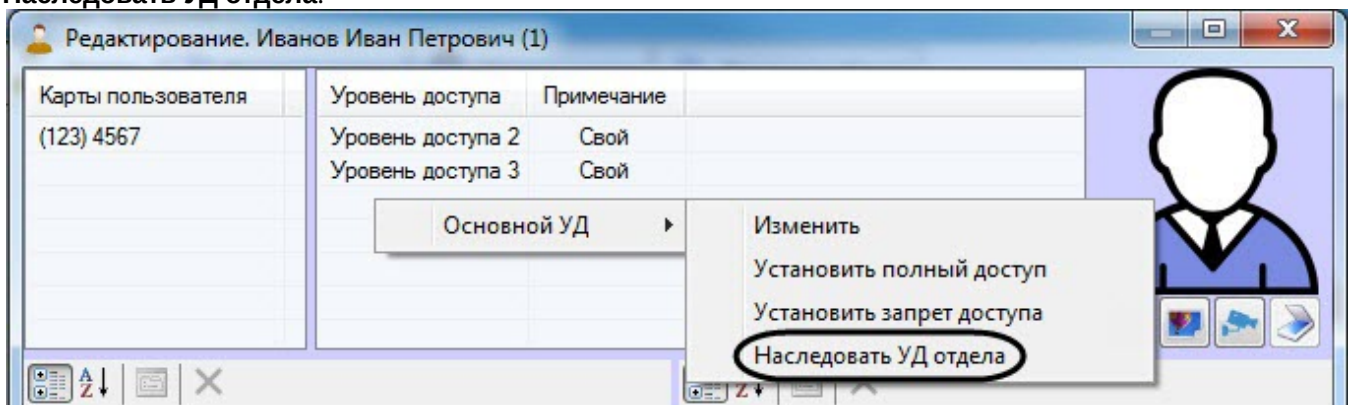 Наследовать УД отдела.
Редактирование. Иванов Иван Петрович (1)
Карты пользователя
Уровень доступа Примечание
(123) 4567
Уровень доступа 2 Свой
Уровень доступа 3 Свой
Основной УД
Изменить
Установить полный доступ
Установить запрет доступа
Наследовать УД отдела